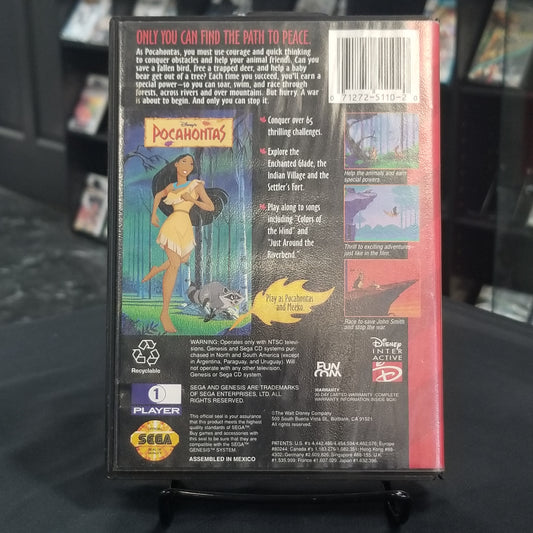 ONLY YOU CAN FIND THE PATH TO PEACE.
As Pocahontas, you must use courage and quick thinking
to conquer obstacles and help your animal friends. Can you
save a fallen bird, free a trapped deer, and help a baby
bear get out of a tree? Each time you succeed, you'll earn a
special power—so you can soar, swim, and race through
forests, across rivers and over mountains. But hurry. A war
is about to begin. And only you can stop it.
0 71272-5110-2 0
Disney's
POCAHONTAS
Conquer over 65
thrilling challenges.
Explore the
Enchanted Glade, the
Indian Village and the
Settler's Fort.
Play along to songs
including "Colors of
the Wind" and
"Just Around the
Riverbend."
Play as Pocahontas
and Meeko.
Help the animals and earn
special powers.
Thrill to exciting adventures
just like in the film.
Race to save John Smith
and stop the war.
Recyclable
WARNING: Operates only with NTSC televi-
sions, Genesis and Sega CD systems pur-
chased in North and South America (except
in Argentina, Paraguay, and Uruguay). Will
not operate with any other television
Genesis or Sega CD system.
1
PLAYER
SEGA AND GENESIS ARE TRADEMARKS
OF SEGA ENTERPRISES, LTD. ALL
RIGHTS RESERVED.
SEGA
This official seal is your assurance
that this product meets the highest
quality standards of SEGA™.
Buy games and accessories with
this seal to be sure that they are
compatible with the SEGA™
GENESIS™ SYSTEM.
ASSEMBLED IN MEXICO
FUN
COM
Disney
INTER
ACTIVE
WARRANTY
COMPLETE
WARRANTY INFORMATION INSIDE BOX!
©The Walt Disney Company
500 South Buena Vista St., Burbank, CA 91521
All rights reserved.
PATENTS: U.S. #'s